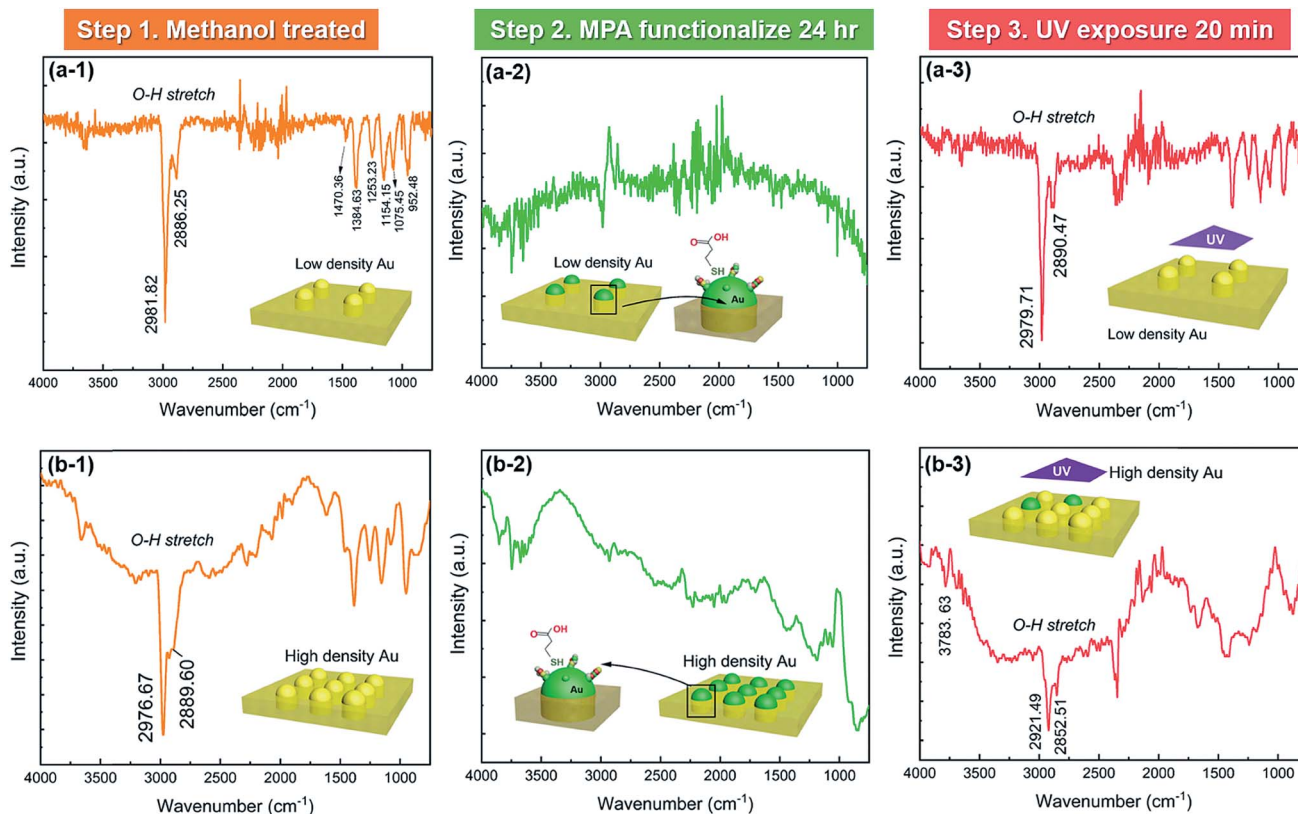 Step 1. Methanol treated
Step 2. MPA functionalize 24 hr
Step 3. UV exposure 20 min
(a-1)
O-H stretch
2981.82
2886.25
1470.36
1384.63
1253.23
1154.15
1075.45
952.48
Low density Au
Intensity (a.u.)
4000 3500 3000 2500 2000 1500 1000
Wavenumber (cm⁻¹)
(a-2)
Low density Au
O
OH
SH
Au
Intensity (a.u.)
4000 3500 3000 2500 2000 1500 1000
Wavenumber (cm⁻¹)
(a-3)
O-H stretch
2979.71
2890.47
UV
Low density Au
Intensity (a.u.)
4000 3500 3000 2500 2000 1500 1000
Wavenumber (cm⁻¹)
(b-1)
O-H stretch
2976.67
2889.60
High density Au
Intensity (a.u.)
4000 3500 3000 2500 2000 1500 1000
Wavenumber (cm⁻¹)
(b-2)
O
OH
SH
Au
High density Au
Intensity (a.u.)
4000 3500 3000 2500 2000 1500 1000
Wavenumber (cm⁻¹)
(b-3)
UV
High density Au
3783. 63
O-H stretch
2921.49
2852.51
Intensity (a.u.)
4000 3500 3000 2500 2000 1500 1000
Wavenumber (cm⁻¹)